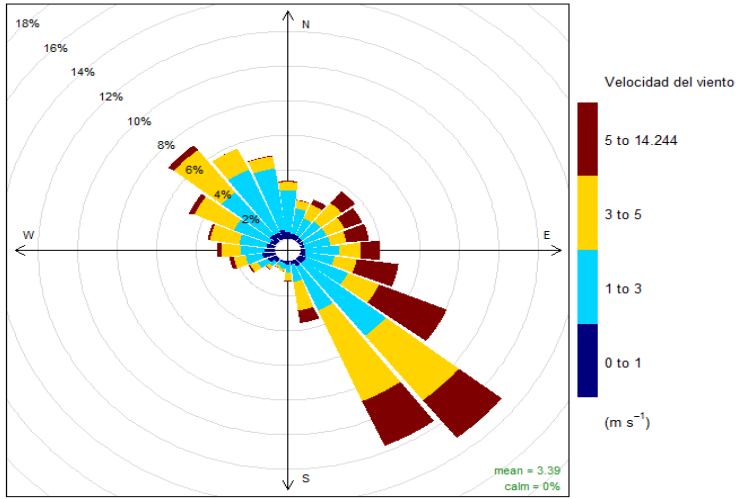 18%
16%
14%
12%
10%
8%
6%
4%
2%
N
W
E
S
mean = 3.39
calm = 0%
Velocidad del viento
5 to 14.244
3 to 5
1 to 3
0 to 1
(m s⁻¹)